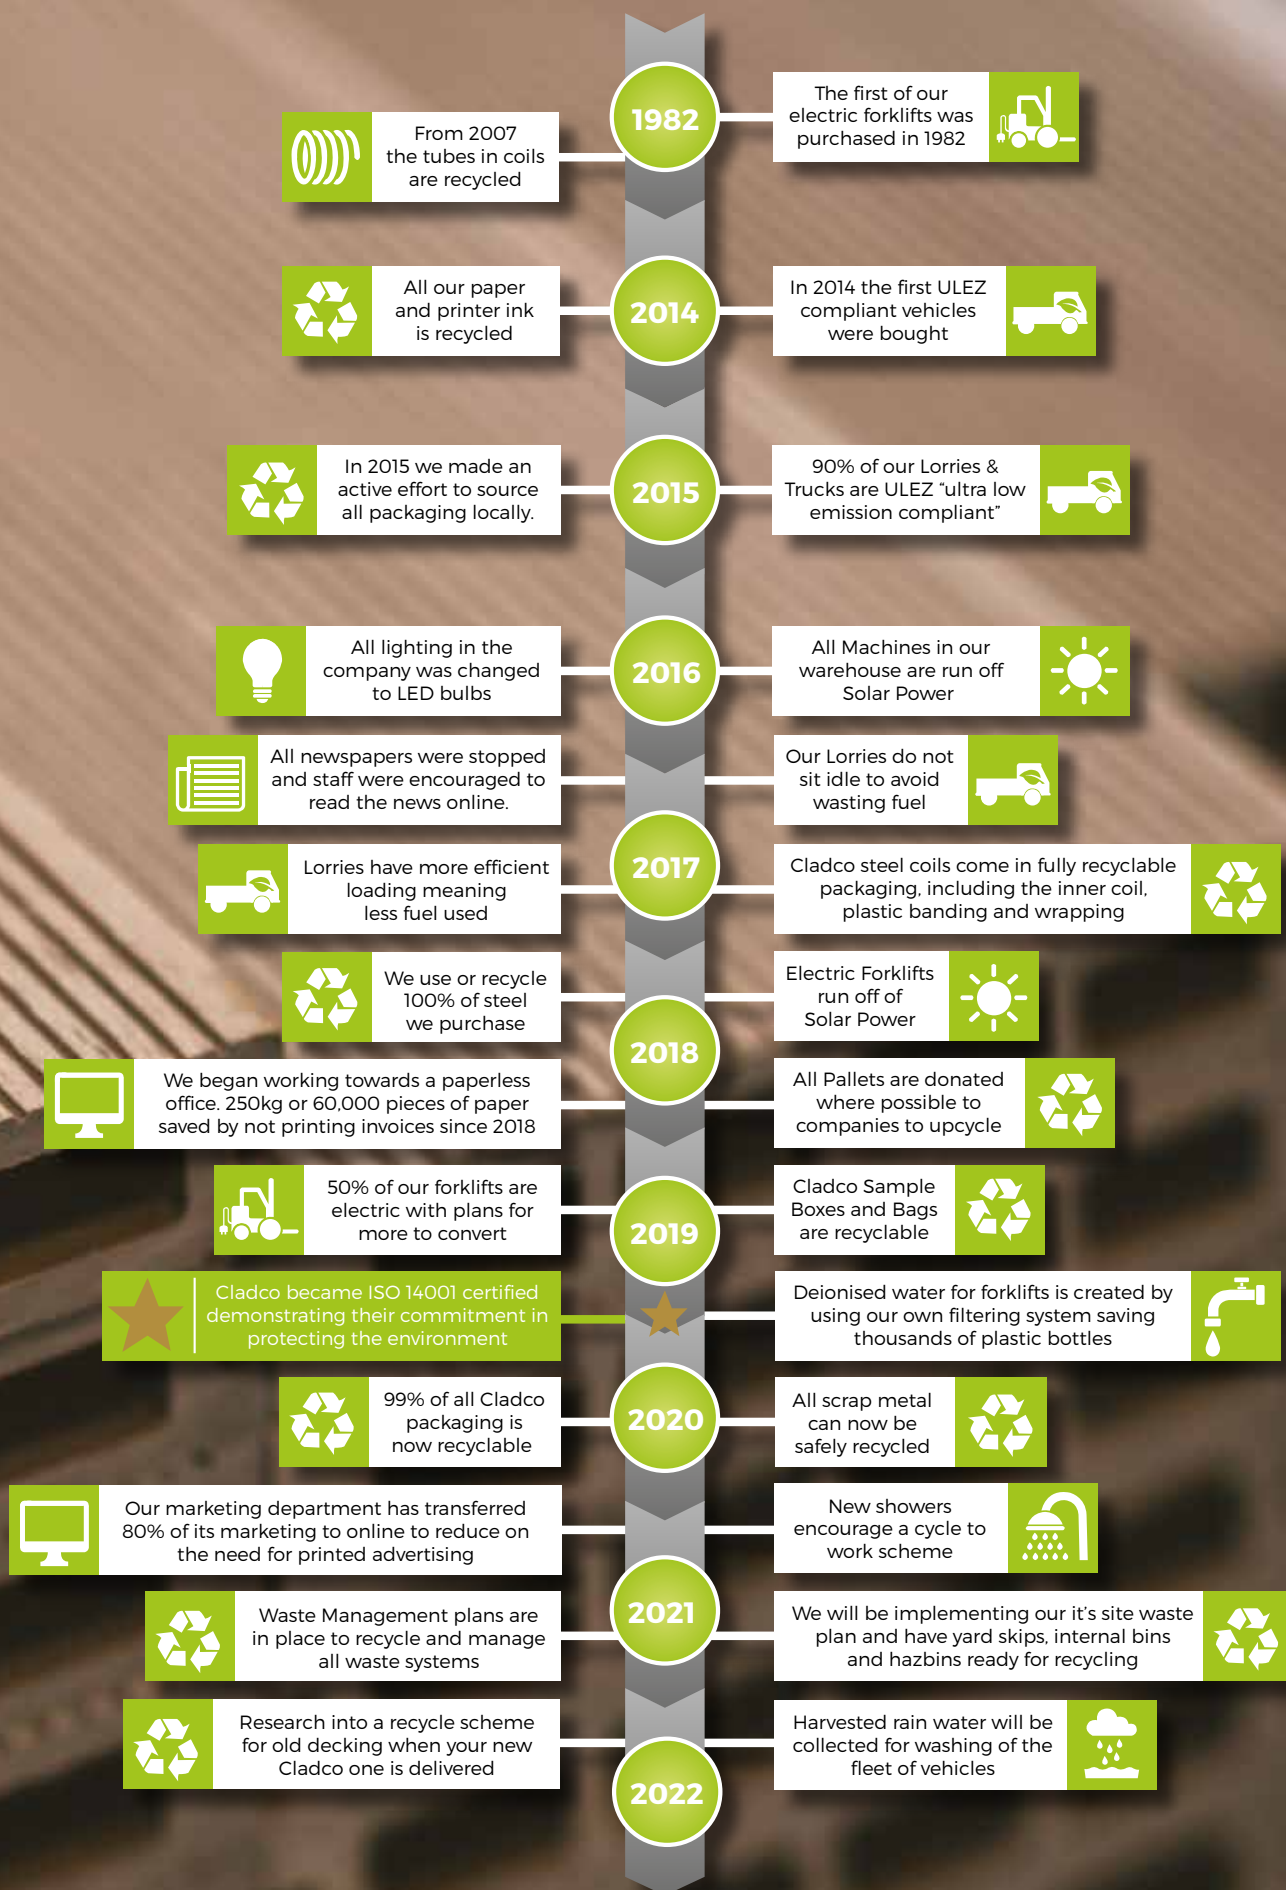 1982
The first of our
electric forklifts was
purchased in 1982
From 2007
the tubes in coils
are recycled
All our paper
and printer ink
is recycled
2014
In 2014 the first ULEZ
compliant vehicles
were bought
In 2015 we made an
active effort to source
all packaging locally.
2015
90% of our Lorries &
Trucks are ULEZ “ultra low
emission compliant”
All lighting in the
company was changed
to LED bulbs
2016
All Machines in our
warehouse are run off
Solar Power
All newspapers were stopped
and staff were encouraged to
read the news online.
Our Lorries do not
sit idle to avoid
wasting fuel
2017
Lorries have more efficient
loading meaning
less fuel used
Cladco steel coils come in fully recyclable
packaging, including the inner coil,
plastic banding and wrapping
We use or recycle
100% of steel
we purchase
Electric Forklifts
run off of
Solar Power
2018
We began working towards a paperless
office. 250kg or 60,000 pieces of paper
saved by not printing invoices since 2018
All Pallets are donated
where possible to
companies to upcycle
50% of our forklifts are
electric with plans for
more to convert
2019
Cladco Sample
Boxes and Bags
are recyclable
Cladco became ISO 14001 certified
demonstrating their commitment in
protecting the environment
Deionised water for forklifts is created by
using our own filtering system saving
thousands of plastic bottles
99% of all Cladco
packaging is
now recyclable
2020
All scrap metal
can now be
safely recycled
Our marketing department has transferred
80% of its marketing to online to reduce on
the need for printed advertising
New showers
encourage a cycle to
work scheme
2021
Waste Management plans are
in place to recycle and manage
all waste systems
We will be implementing our it’s site waste
plan and have yard skips, internal bins
and hazbins ready for recycling
Research into a recycle scheme
for old decking when your new
Cladco one is delivered
Harvested rain water will be
collected for washing of the
fleet of vehicles
2022